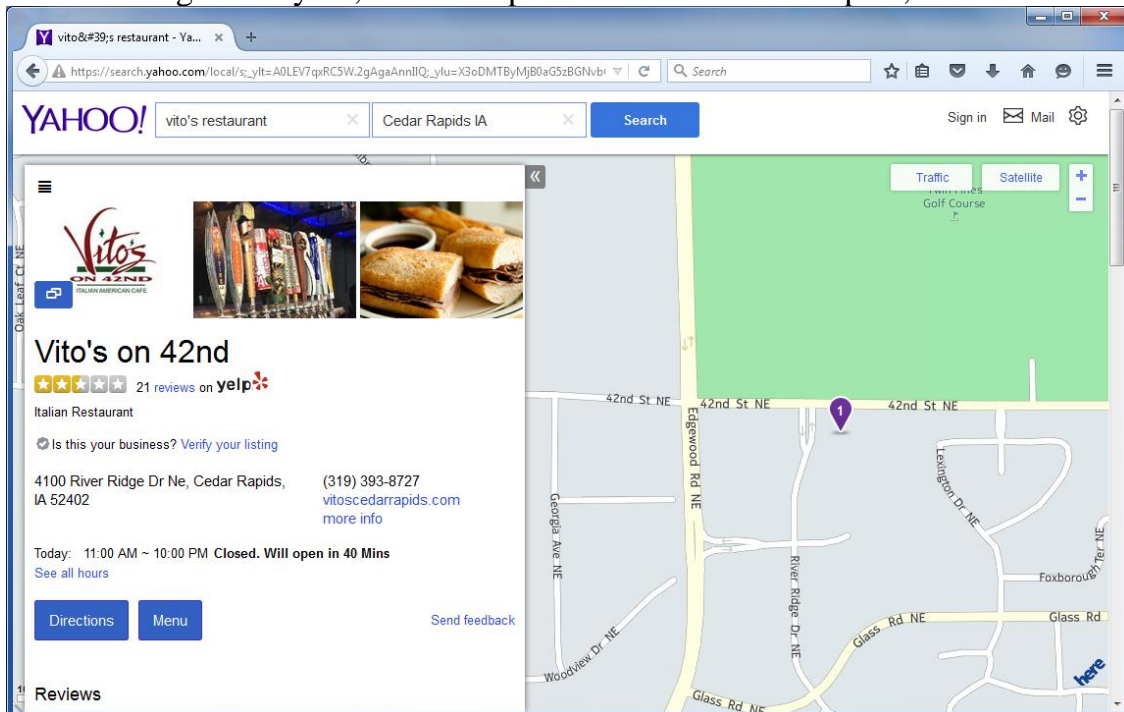 vito&#39;s restaurant - Ya...
https://search.yahoo.com/local/s;_ylt=A0LEV7qxRC5W.2gAgaAnnIlQ;_ylu=X3oDMTByMjB0aG5zBGNvb
Search
YAHOO!
vito's restaurant
Cedar Rapids IA
Search
Sign in
Mail
Traffic
Satellite
Golf Course
Oak Leaf Ct NE
Vito's
ON 42ND
ITALIAN AMERICAN CAFE
Vito's on 42nd
21 reviews on yelp
Italian Restaurant
Is this your business? Verify your listing
4100 River Ridge Dr Ne, Cedar Rapids,
IA 52402
(319) 393-8727
vitoscedarrapids.com
more info
Today: 11:00 AM ~ 10:00 PM Closed. Will open in 40 Mins
See all hours
Directions
Menu
Send feedback
Reviews
42nd St NE
42nd St NE
1
42nd St NE
Edgewood Rd NE
Georgia Ave NE
Lexington Dr NE
River Ridge Dr NE
Foxborough Ter NE
Glass Rd NE
Glass Rd
Woodview Dr NE
Glass Rd NE
here